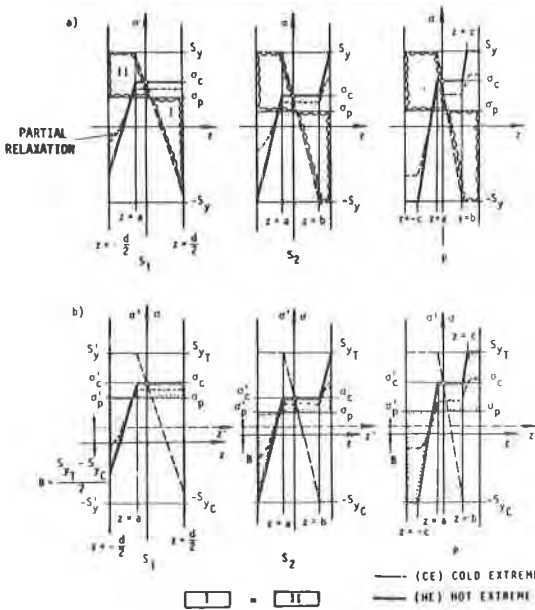 a)
σ
S_y
σ_c
σ_p
II
I
z
-S_y
PARTIAL
RELAXATION
z = a
z = -d/2
z = d/2
S_1
σ
S_y
σ_c
σ_p
z
-S_y
z = a
z = b
S_2
σ
z = c
S_y
σ_c
σ_p
z
-S_y
z = -c
z = a
z = b
P
b)
σ' σ
S'_y
S_yT
σ'_c
σ_c
σ'_p
σ_p
z'
z
B = (S_yT - S_yC)/2
-S'_y
-S_yC
z = a
z = -d/2
z = d/2
S_1
σ' σ
S_yT
σ'_c
σ_c
σ'_p
σ_p
B
z'
z
-S_yC
z = a
z = b
S_2
σ' σ
z = c
S_yT
σ'_c
σ_c
σ'_p
σ_p
B
z
-S_yC
z = -c
z = a
z = b
P
I = II
(CE) COLD EXTREME
(HE) HOT EXTREME